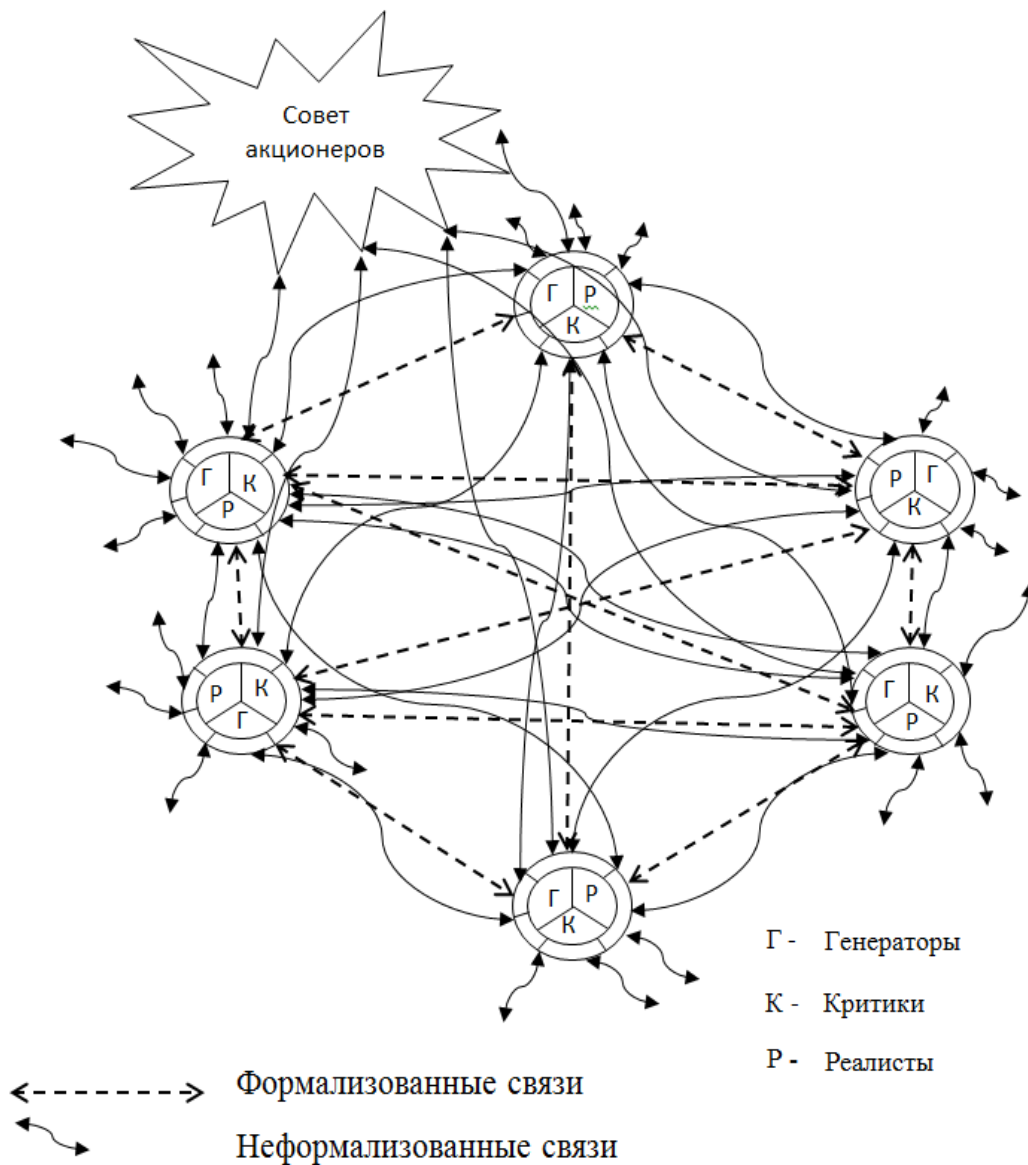 Совет
акционеров
Г Р
К
Г К
Р
Р Г
К
Р К
Г
Г К
Р
Г Р
К
Г - Генераторы
К - Критики
Р - Реалисты
Формализованные связи
Неформализованные связи